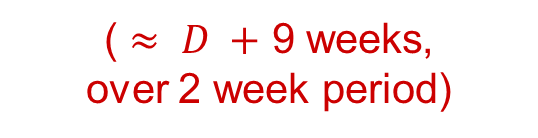 ( ≈ D + 9 weeks,
over 2 week period)